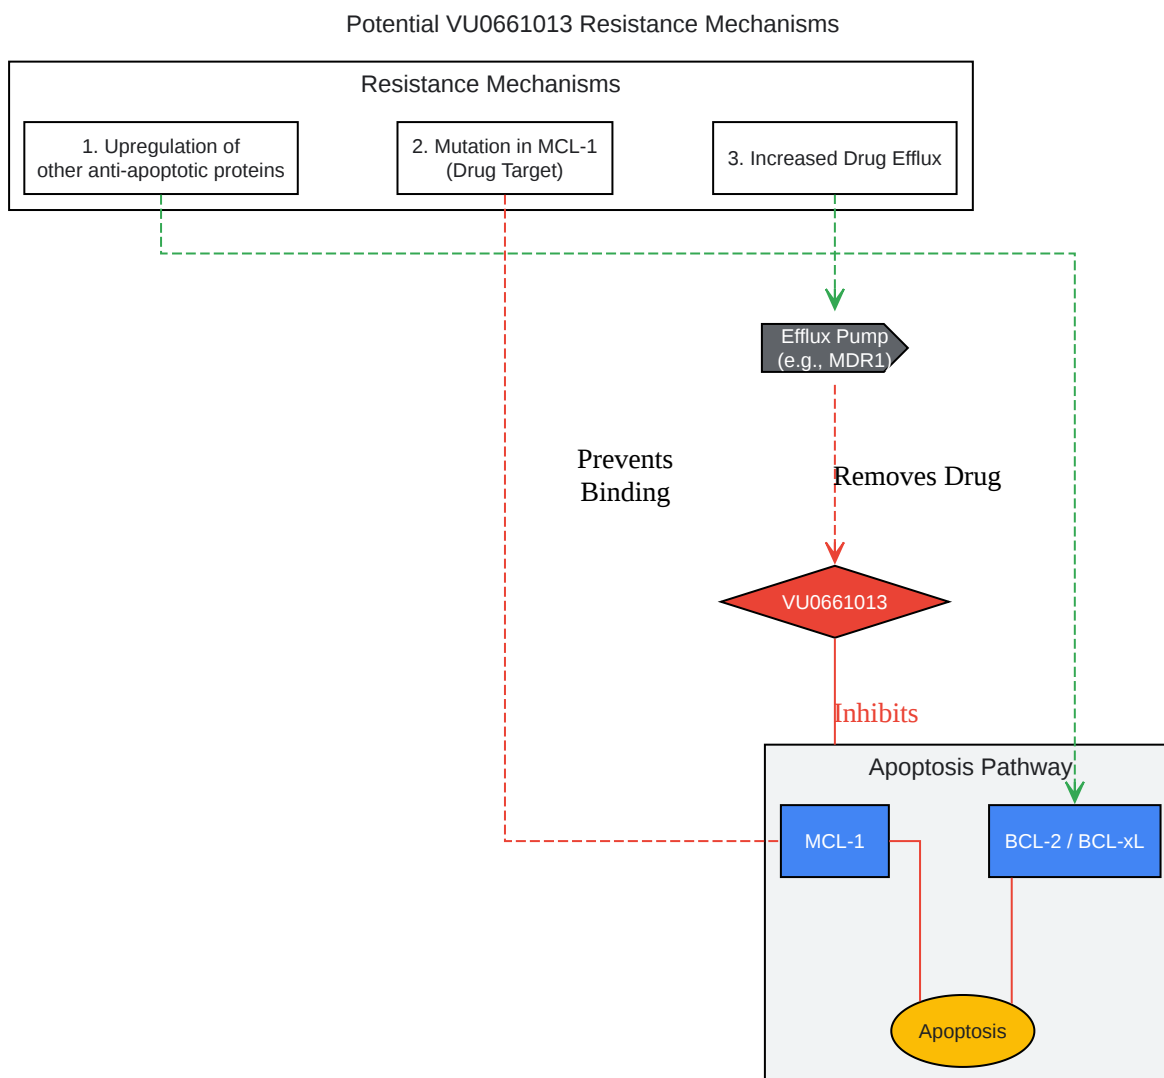 Potential VU0661013 Resistance Mechanisms
Resistance Mechanisms
1. Upregulation of
other anti-apoptotic proteins
2. Mutation in MCL-1
(Drug Target)
3. Increased Drug Efflux
Efflux Pump
(e.g., MDR1)
Prevents
Binding
Removes Drug
VU0661013
Inhibits
Apoptosis Pathway
MCL-1
BCL-2 / BCL-xL
Apoptosis